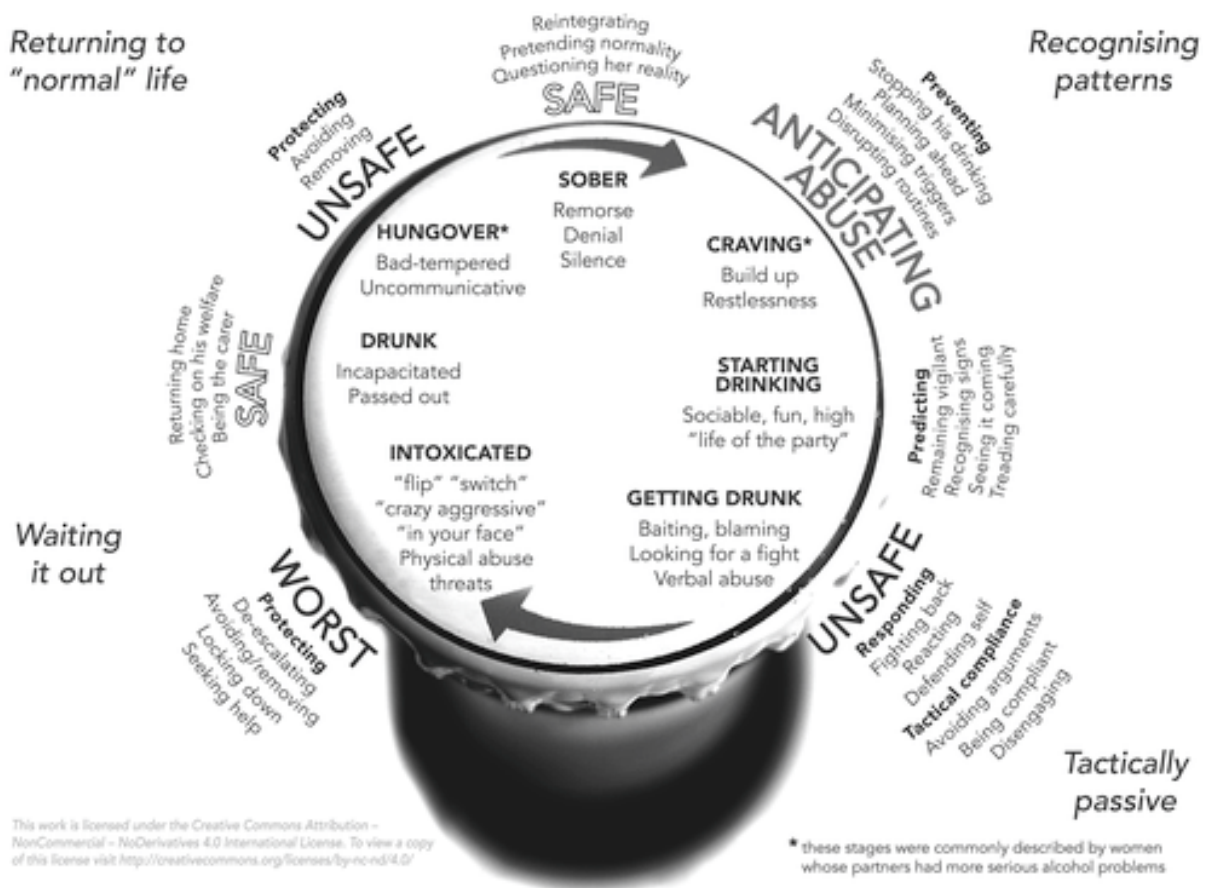 Returning to
“normal” life
Reintegrating
Pretending normality
Questioning her reality
SAFE
Recognising
patterns
Preventing
Stopping his drinking
Planning ahead
Minimising triggers
Disrupting routines
ANTICIPATING
ABUSE
Protecting
Avoiding
Removing
UNSAFE
SOBER
Remorse
Denial
Silence
HUNGOVER*
Bad-tempered
Uncommunicative
CRAVING*
Build up
Restlessness
Returning home
Checking on his welfare
Being the carer
SAFE
DRUNK
Incapacitated
Passed out
STARTING
DRINKING
Sociable, fun, high
“life of the party”
Predicting
Remaining vigilant
Recognising signs
Seeing it coming
Treading carefully
INTOXICATED
“flip” “switch”
“crazy aggressive”
“in your face”
Physical abuse
threats
GETTING DRUNK
Baiting, blaming
Looking for a fight
Verbal abuse
Waiting
it out
WORST
Protecting
De-escalating
Avoiding/removing
Locking down
Seeking help
UNSAFE
Responding
Fighting back
Reacting
Defending self
Tactical compliance
Avoiding arguments
Being compliant
Disengaging
Tactically
passive
This work is licensed under the Creative Commons Attribution –
NonCommercial – NoDerivatives 4.0 International License. To view a copy
of this license visit http://creativecommons.org/licenses/by-nc-nd/4.0/
* these stages were commonly described by women
whose partners had more serious alcohol problems